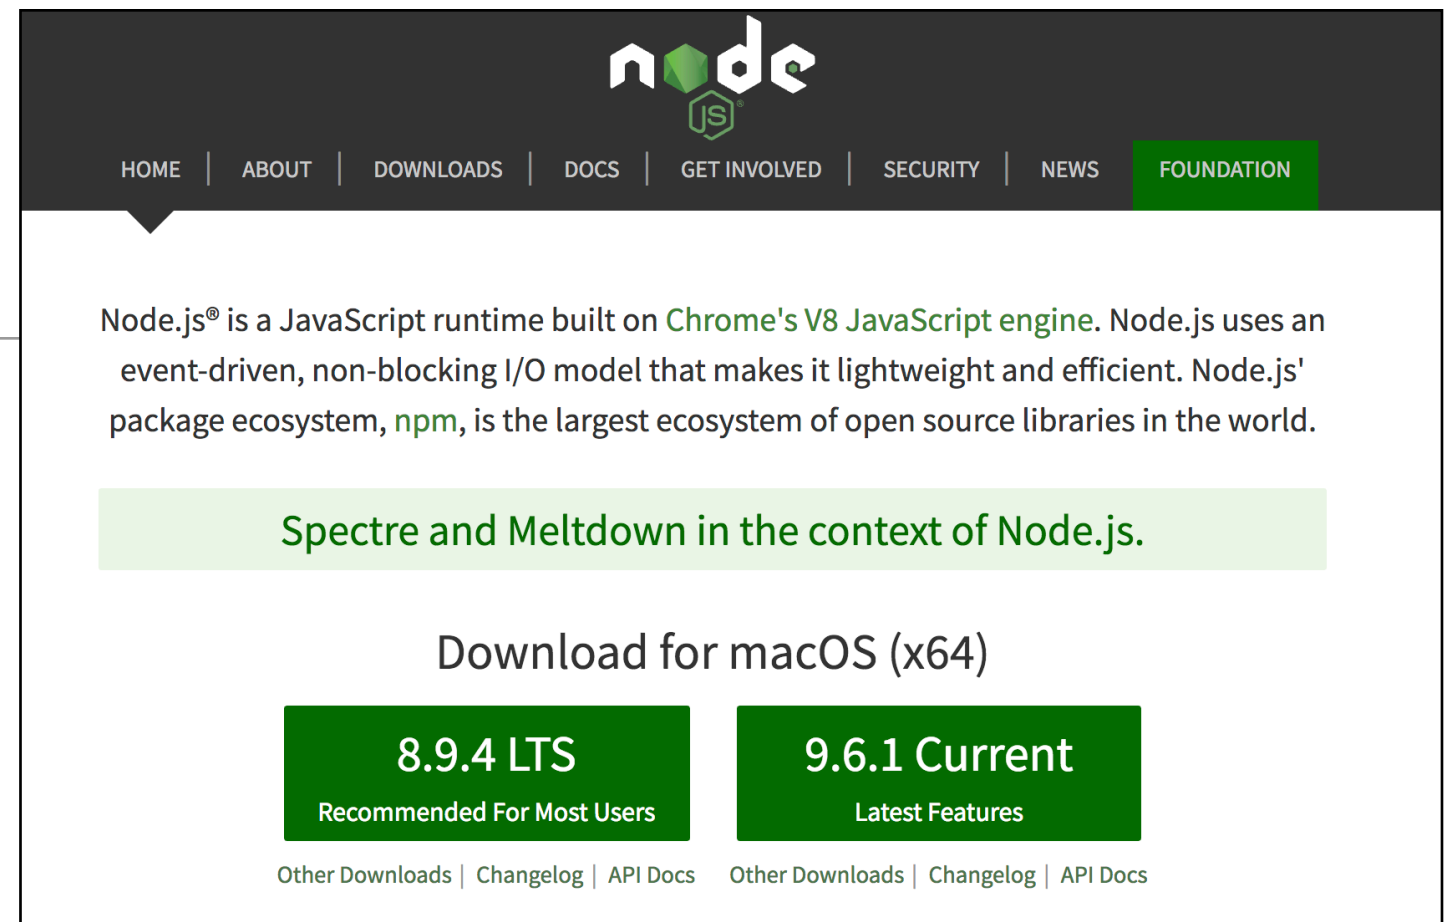 node
JS®
HOME | ABOUT | DOWNLOADS | DOCS | GET INVOLVED | SECURITY | NEWS FOUNDATION
Node.js® is a JavaScript runtime built on Chrome's V8 JavaScript engine. Node.js uses an
event-driven, non-blocking I/O model that makes it lightweight and efficient. Node.js'
package ecosystem, npm, is the largest ecosystem of open source libraries in the world.
Spectre and Meltdown in the context of Node.js.
Download for macOS (x64)
8.9.4 LTS
Recommended For Most Users
9.6.1 Current
Latest Features
Other Downloads | Changelog | API Docs
Other Downloads | Changelog | API Docs